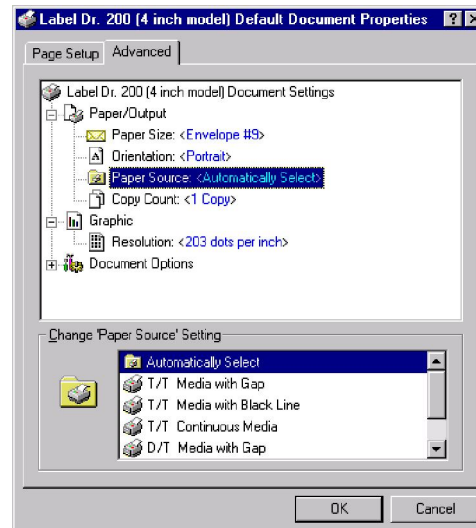 Label Dr. 200 (4 inch model) Default Document Properties
Page Setup
Advanced
Label Dr. 200 (4 inch model) Document Settings
Paper/Output
Paper Size: <Envelope #9>
Orientation: <Portrait>
Paper Source: <Automatically Select>
Copy Count: <1 Copy>
Graphic
Resolution: <203 dots per inch>
Document Options
Change 'Paper Source' Setting
Automatically Select
T/T Media with Gap
T/T Media with Black Line
T/T Continuous Media
D/T Media with Gap
OK
Cancel